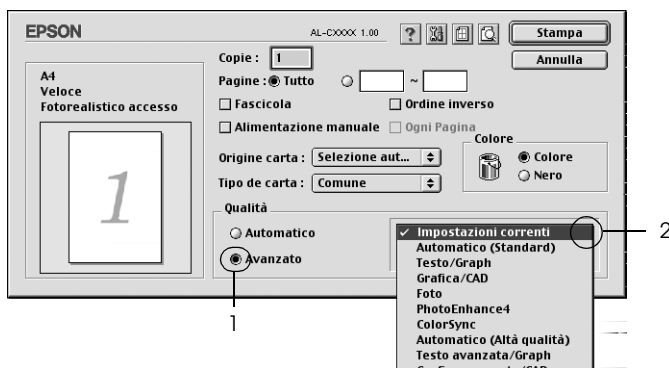 EPSON
AL-CXXXX 1.00
?
Stampa
Copie : 1
Annulla
A4
Veloce
Fotorealistico accesso
1
Pagine : Tutto ~
Fascicola Ordine inverso
Alimentazione manuale Ogni Pagina
Origine carta : Selezione aut...
Tipo de carta : Comune
Colore
Colore
Nero
Qualità
Automatico
Avanzato
✓ Impostazioni correnti
Automatico (Standard)
Testo/Graph
Grafica/CAD
Foto
PhotoEnhance4
ColorSync
Automatico (Altà qualità)
Testo avanzata/Graph
1
2